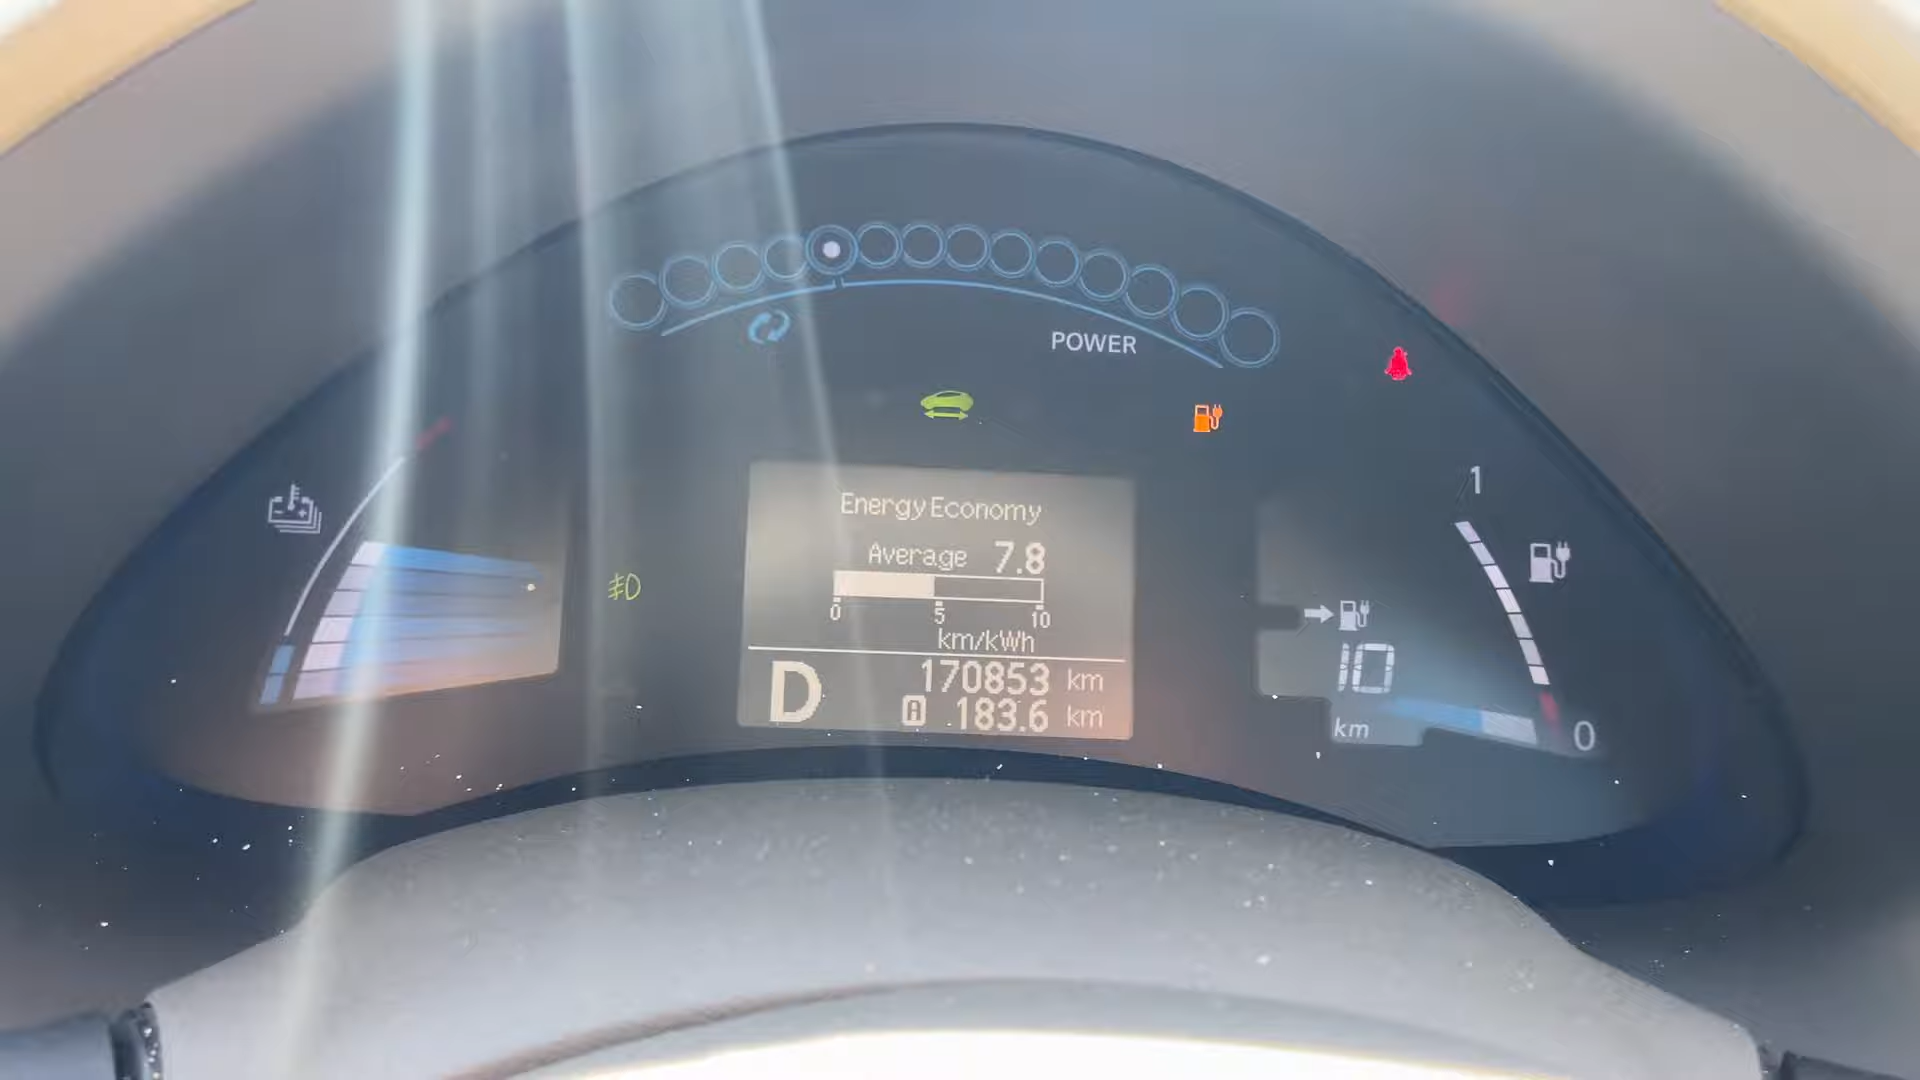 POWER
Energy Economy
Average 7.8
0 5 10
km/kWh
D 170853 km
A 183.6 km
1
10
km
0